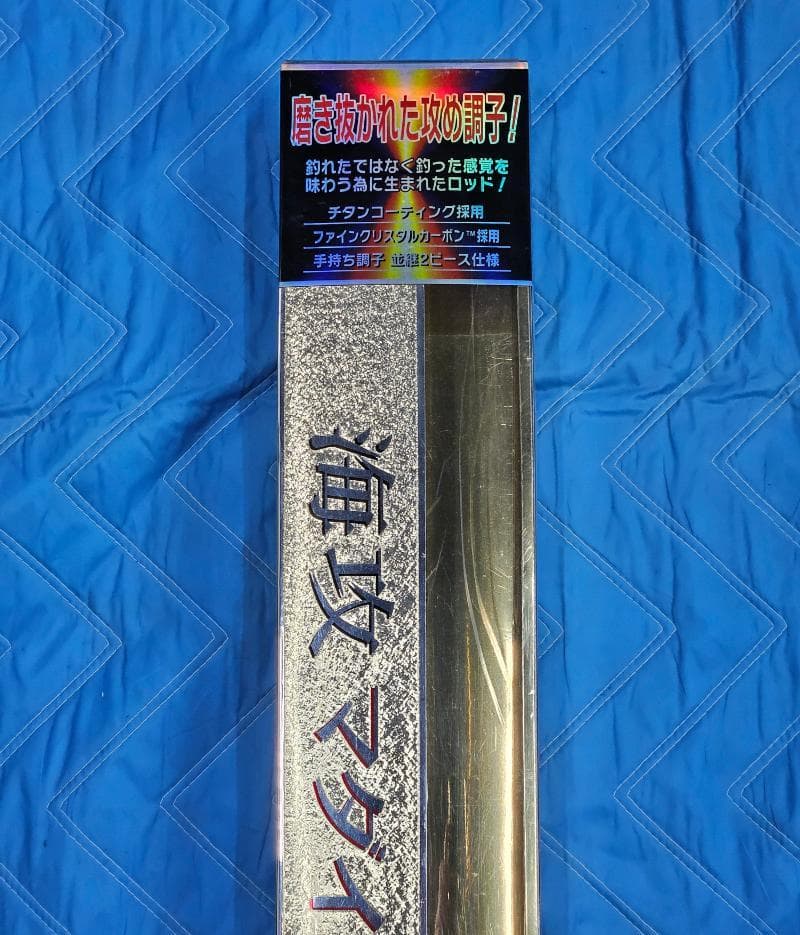 磨き抜かれた攻め調子!
釣れたではなく釣った感覚を
味わう為に生まれたロッド!
チタンコーティング採用
ファインクリスタルカーボン™採用
手持ち調子 並継2ピース仕様
海攻マダイ